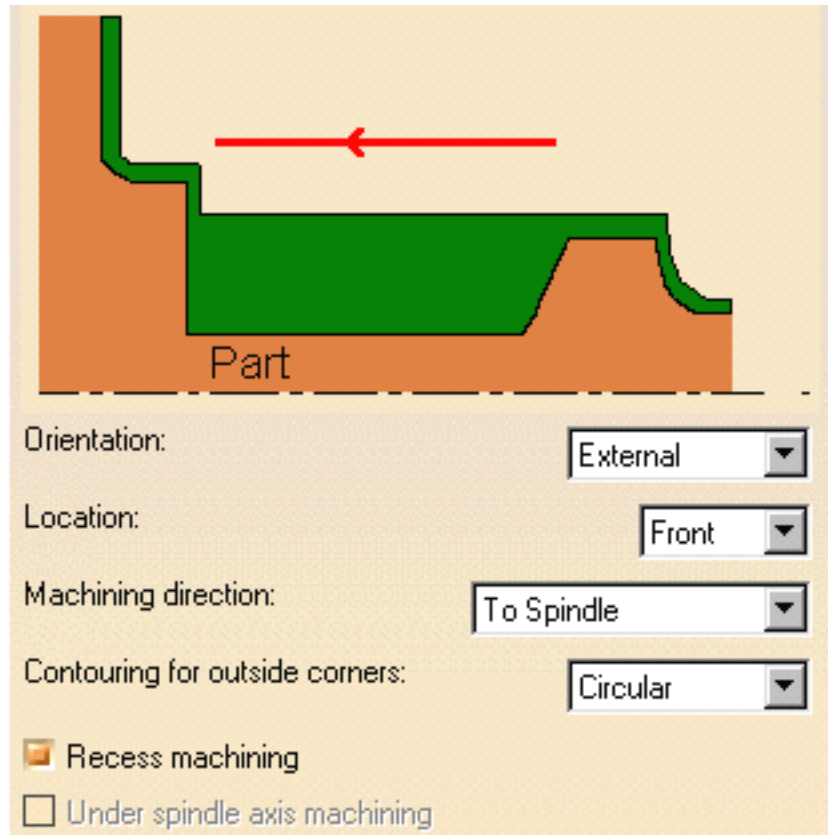 Part
Orientation: External
Location: Front
Machining direction: To Spindle
Contouring for outside corners: Circular
Recess machining
Under spindle axis machining